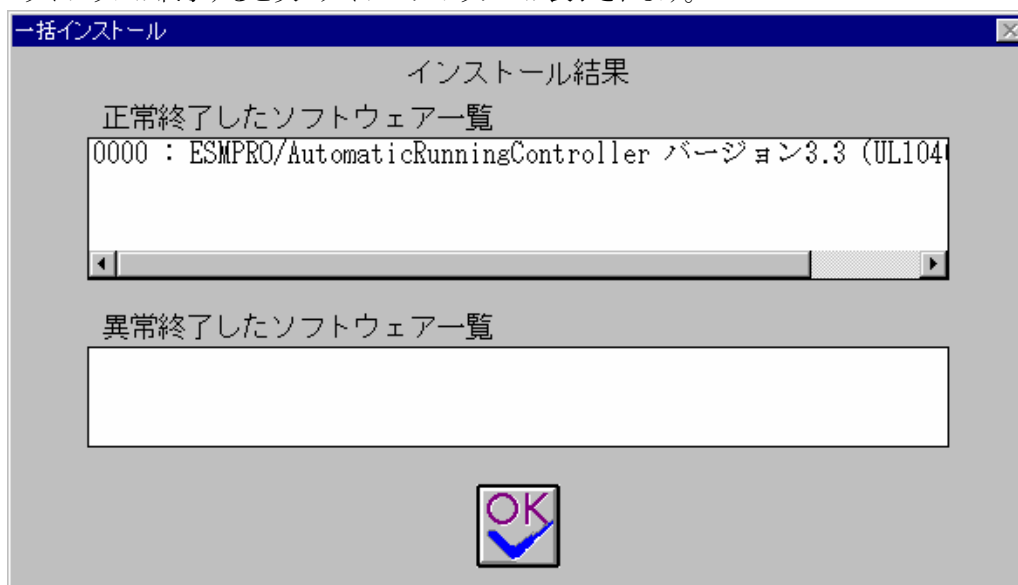 一括インストール
インストール結果
正常終了したソフトウェア一覧
0000 : ESMPRO/AutomaticRunningController バージョン3.3 (UL104
異常終了したソフトウェア一覧
OK